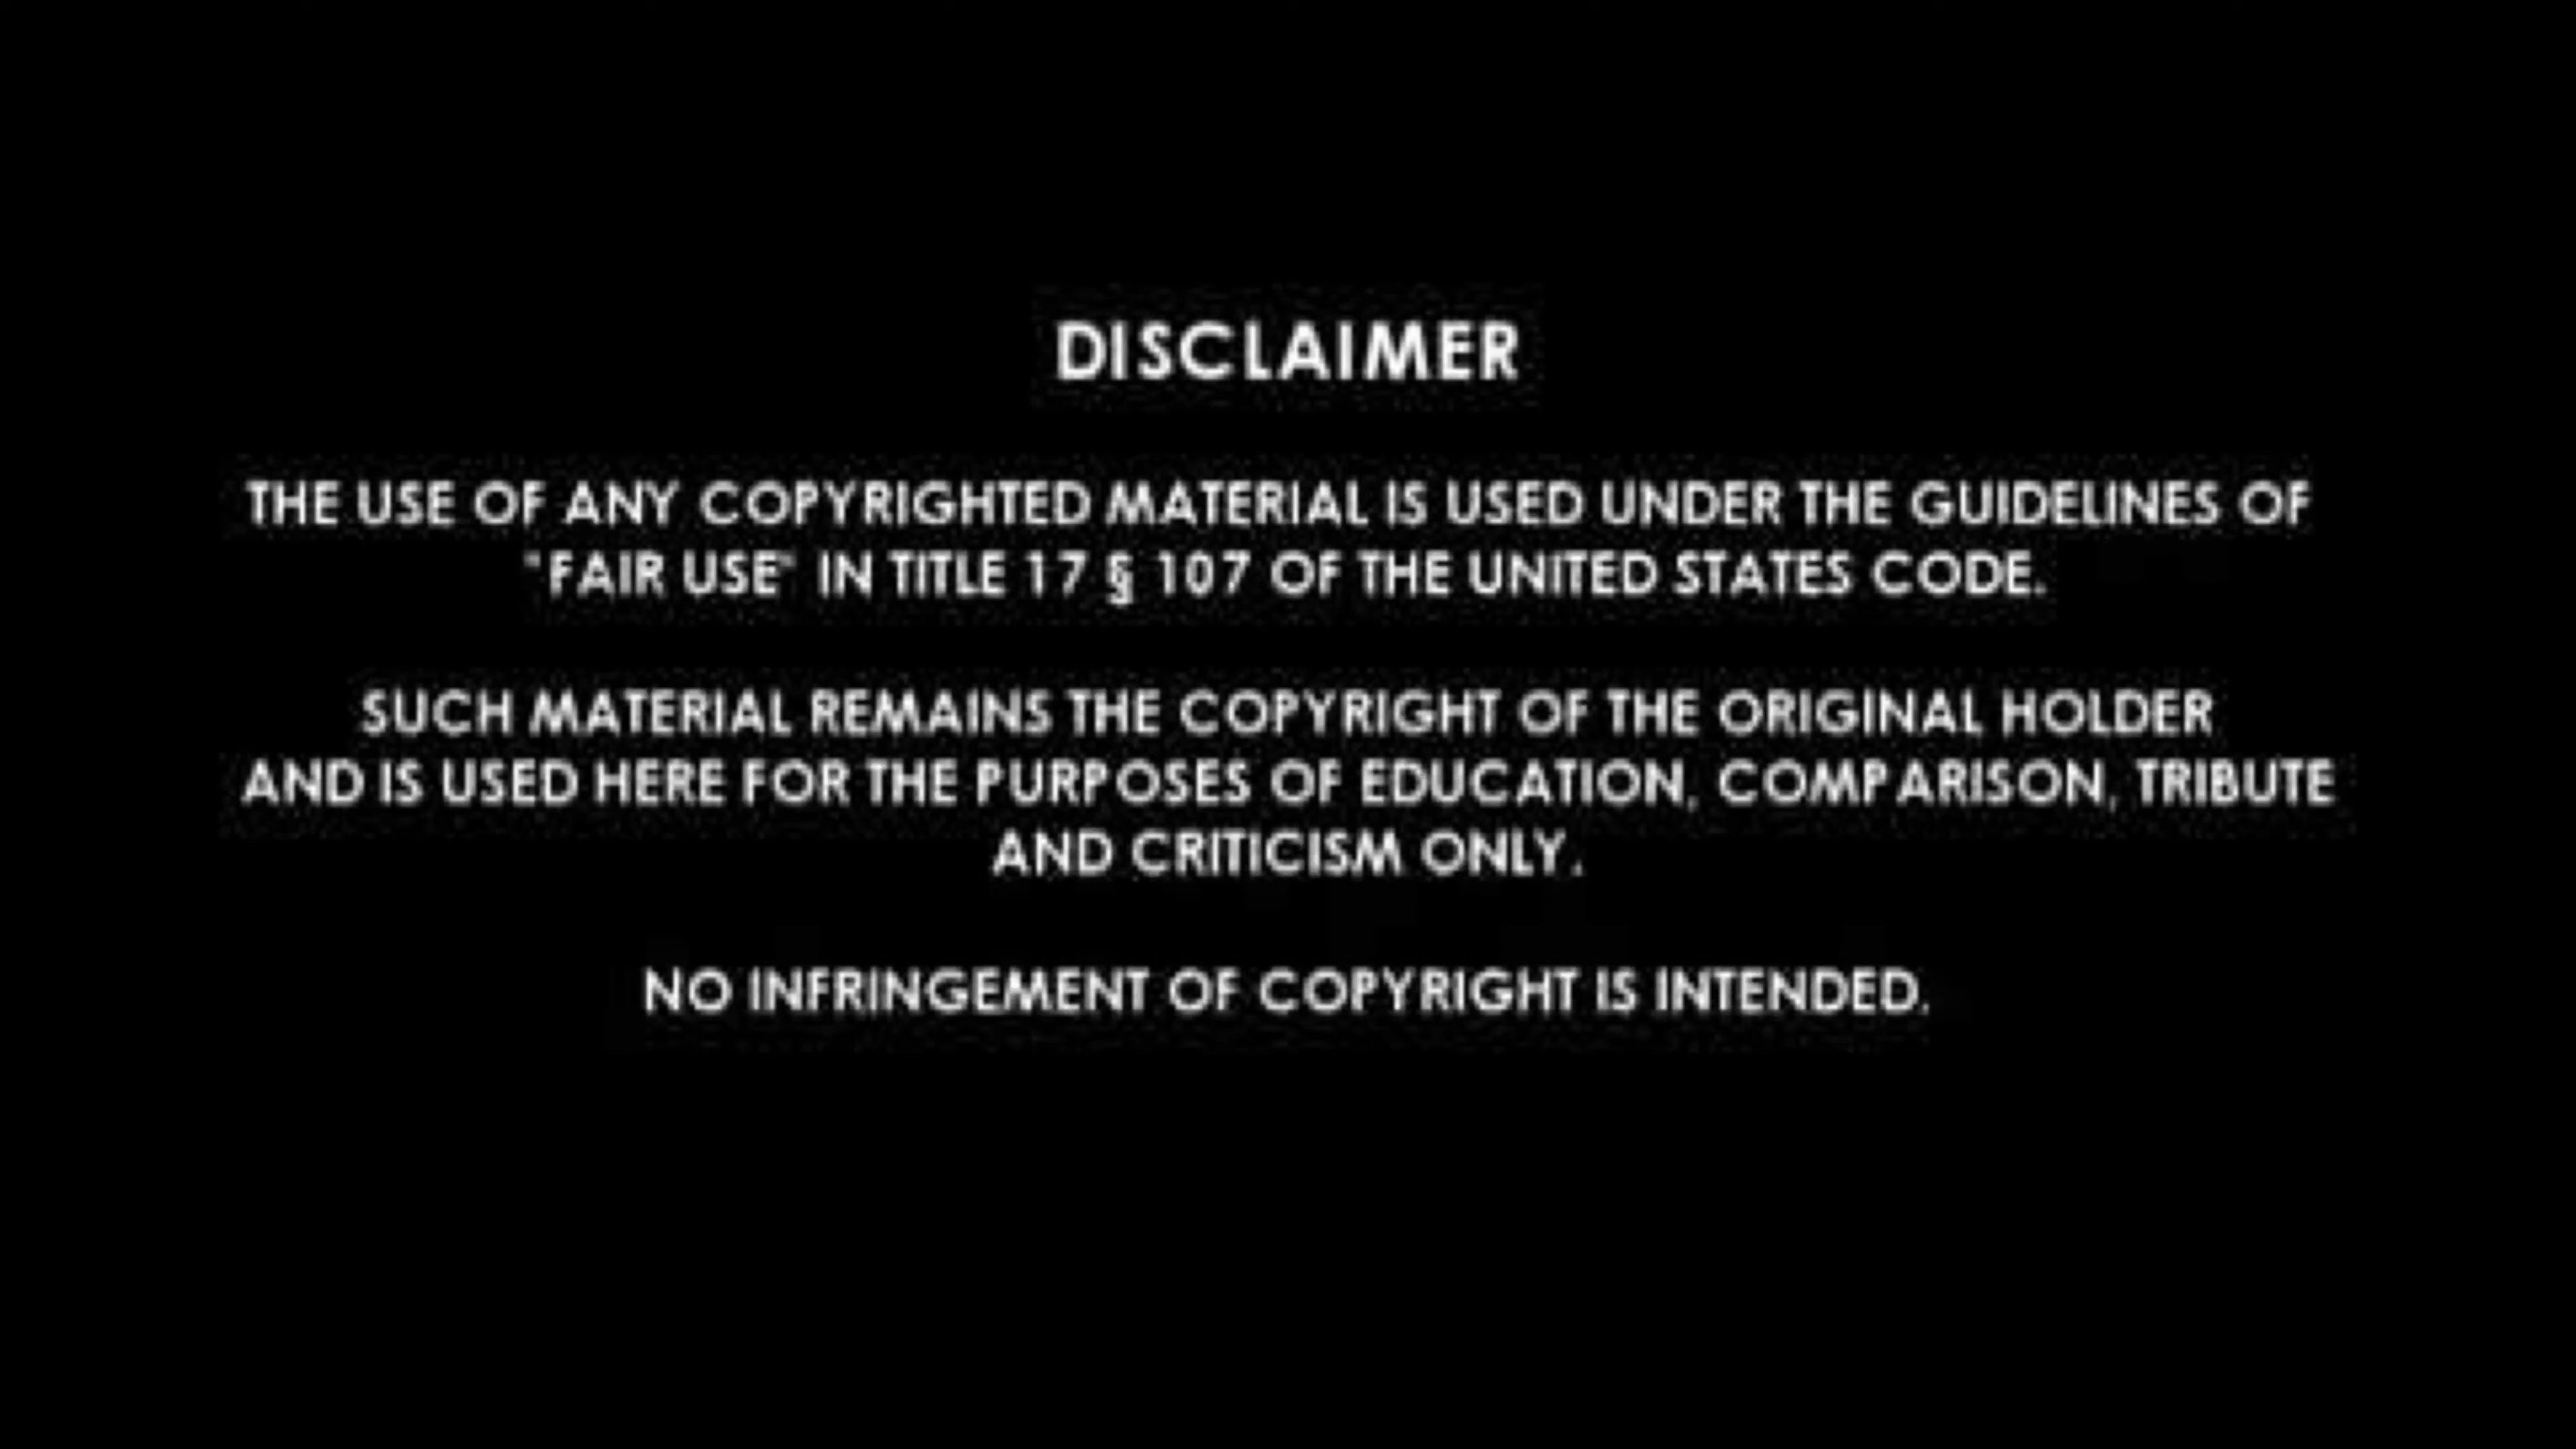 DISCLAIMER
THE USE OF ANY COPYRIGHTED MATERIAL IS USED UNDER THE GUIDELINES OF
"FAIR USE" IN TITLE 17 § 107 OF THE UNITED STATES CODE.
SUCH MATERIAL REMAINS THE COPYRIGHT OF THE ORIGINAL HOLDER
AND IS USED HERE FOR THE PURPOSES OF EDUCATION, COMPARISON, TRIBUTE
AND CRITICISM ONLY.
NO INFRINGEMENT OF COPYRIGHT IS INTENDED.